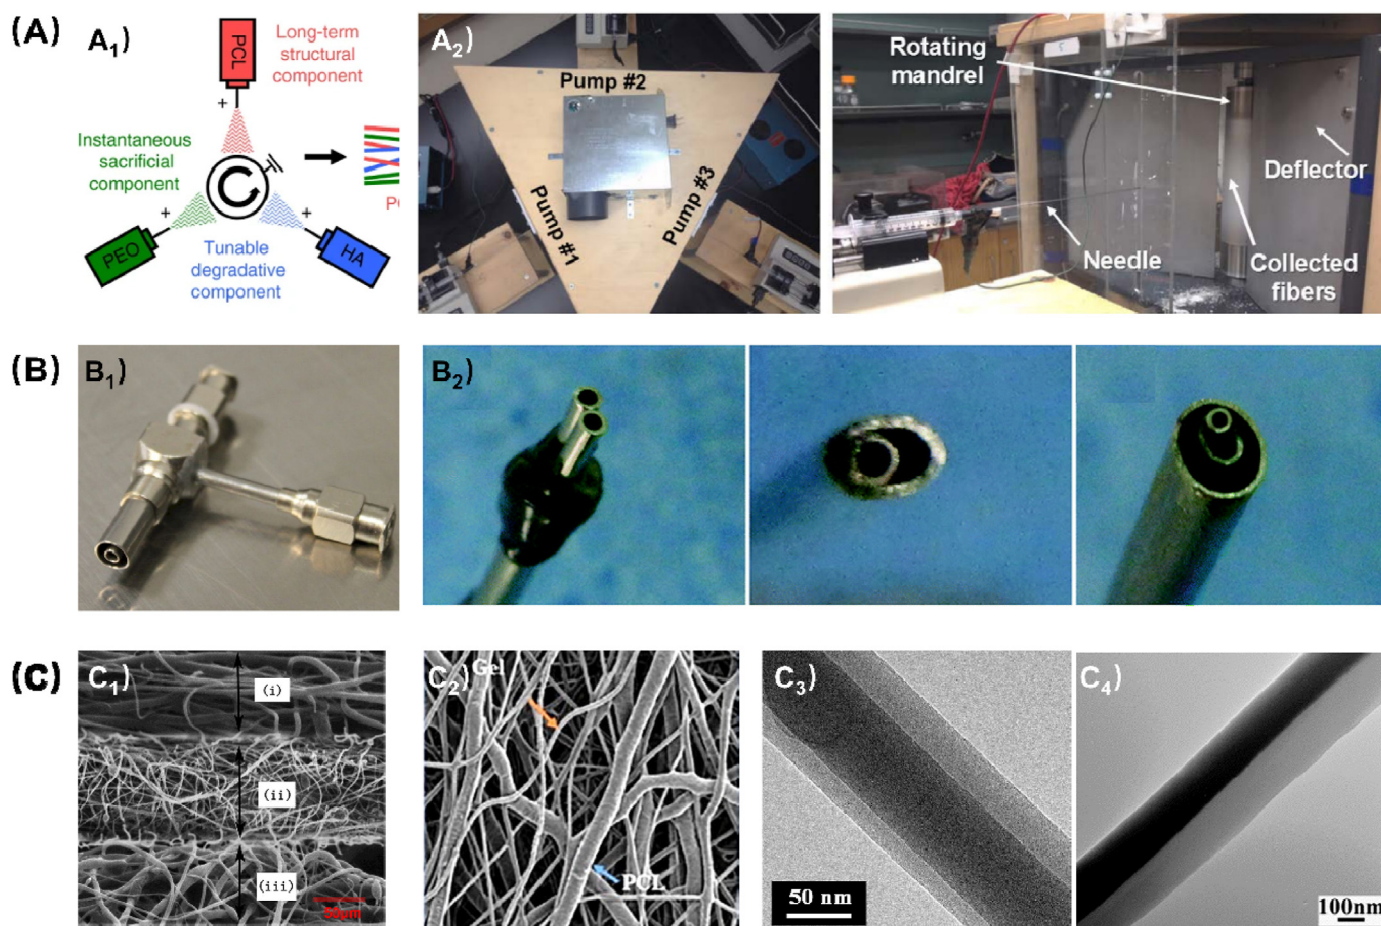 (A)
A₁)
PCL
Long-term
structural
component
+
Instantaneous
sacrificial
component
+
+
PEO
Tunable
degradative
component
HA
A₂)
Pump #2
Pump #1
Pump #3
Rotating
mandrel
Deflector
Needle
Collected
fibers
(B)
B₁)
B₂)
(C)
C₁)
(i)
(ii)
(iii)
50μm
C₂)
Gel
PCL
C₃)
50 nm
C₄)
100nm